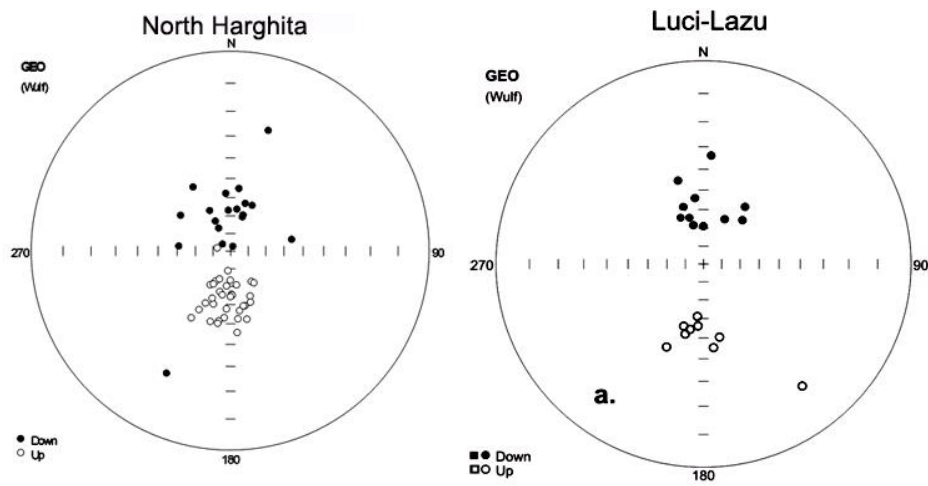 North Harghita
N
GEO
(Wulf)
270
90
180
● Down
○ Up
Luci-Lazu
N
GEO
(Wulf)
270
90
a.
180
■● Down
□○ Up